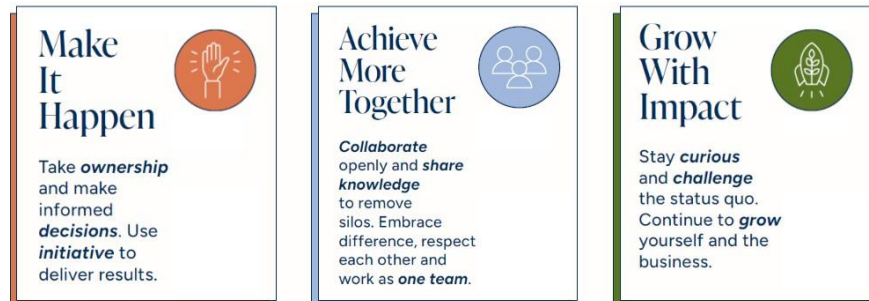 Make
It
Happen
Take ownership
and make
informed
decisions. Use
initiative to
deliver results.
Achieve
More
Together
Collaborate
openly and share
knowledge
to remove
silos. Embrace
difference, respect
each other and
work as one team.
Grow
With
Impact
Stay curious
and challenge
the status quo.
Continue to grow
yourself and the
business.